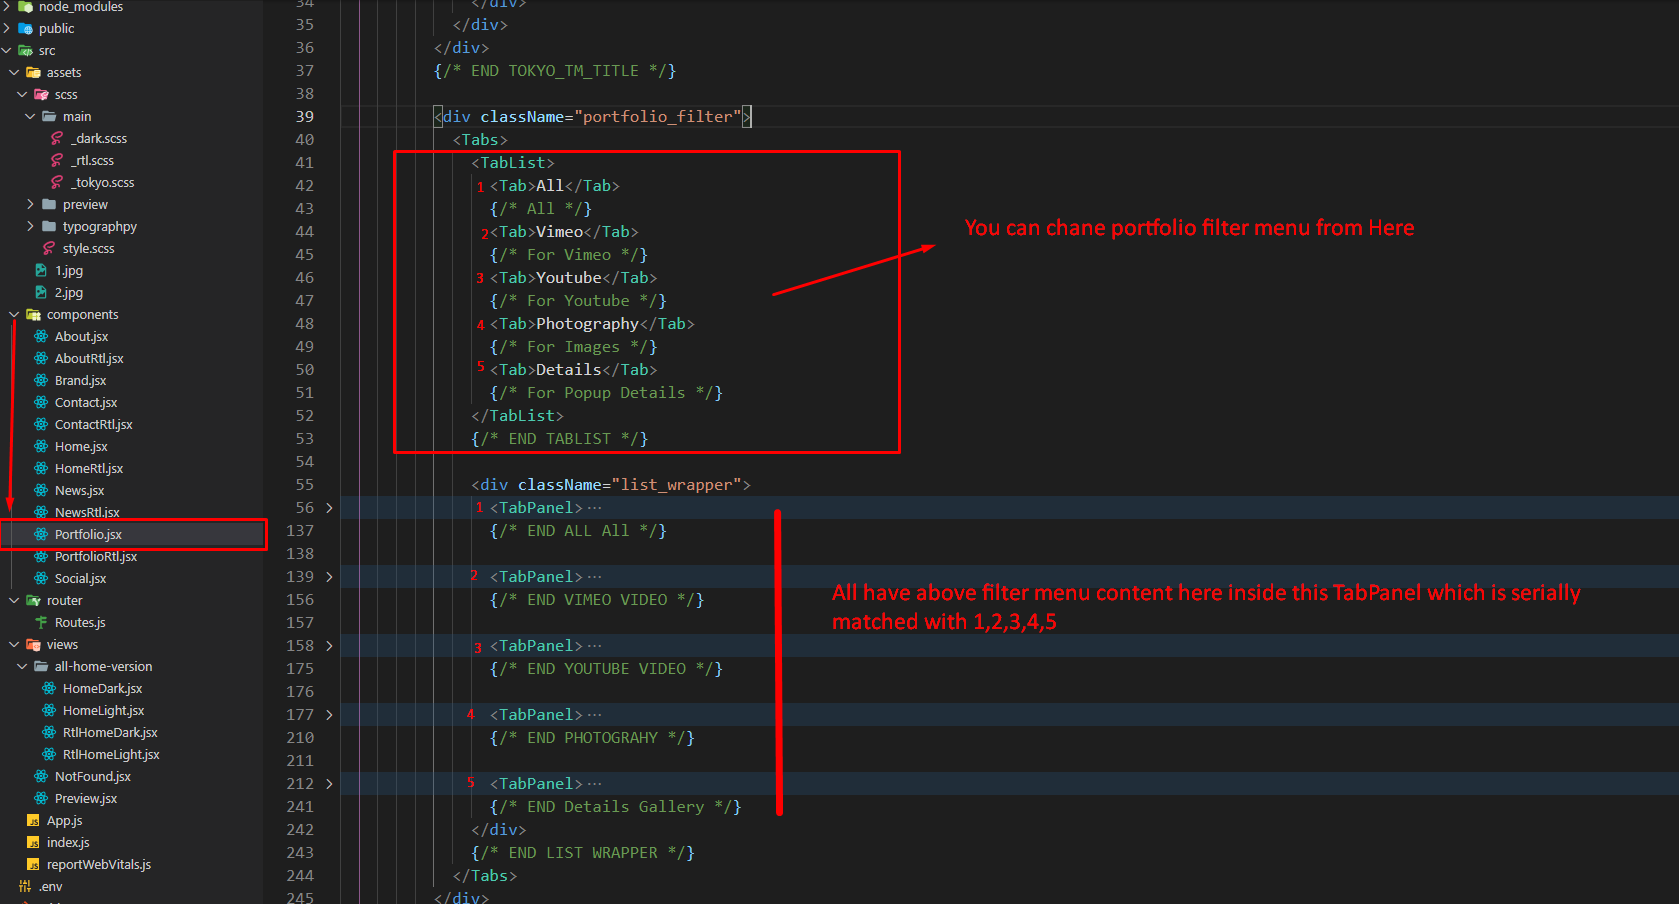 node_modules
public
src
assets
scss
main
_dark.scss
_rtl.scss
_tokyo.scss
preview
typographpy
style.scss
1.jpg
2.jpg
components
About.jsx
AboutRtl.jsx
Brand.jsx
Contact.jsx
ContactRtl.jsx
Home.jsx
HomeRtl.jsx
News.jsx
NewsRtl.jsx
Portfolio.jsx
PortfolioRtl.jsx
Social.jsx
router
Routes.js
views
all-home-version
HomeDark.jsx
HomeLight.jsx
RtlHomeDark.jsx
RtlHomeLight.jsx
NotFound.jsx
Preview.jsx
App.js
index.js
reportWebVitals.js
.env
34 </div>
35 </div>
36 </div>
37 {/* END TOKYO_TM_TITLE */}
38
39 <div className="portfolio_filter">
40 <Tabs>
41 <TabList>
42 1 <Tab>All</Tab>
43 {/* All */}
44 2 <Tab>Vimeo</Tab>
45 {/* For Vimeo */}
46 3 <Tab>Youtube</Tab>
47 {/* For Youtube */}
48 4 <Tab>Photography</Tab>
49 {/* For Images */}
50 5 <Tab>Details</Tab>
51 {/* For Popup Details */}
52 </TabList>
53 {/* END TABLIST */}
54
55 <div className="list_wrapper">
56 1 <TabPanel>···
137 {/* END ALL All */}
138
139 2 <TabPanel>···
156 {/* END VIMEO VIDEO */}
157
158 3 <TabPanel>···
175 {/* END YOUTUBE VIDEO */}
176
177 4 <TabPanel>···
210 {/* END PHOTOGRAHY */}
211
212 5 <TabPanel>···
241 {/* END Details Gallery */}
242 </div>
243 {/* END LIST WRAPPER */}
244 </Tabs>
245 </div>
You can chane portfolio filter menu from Here
All have above filter menu content here inside this TabPanel which is serially
matched with 1,2,3,4,5